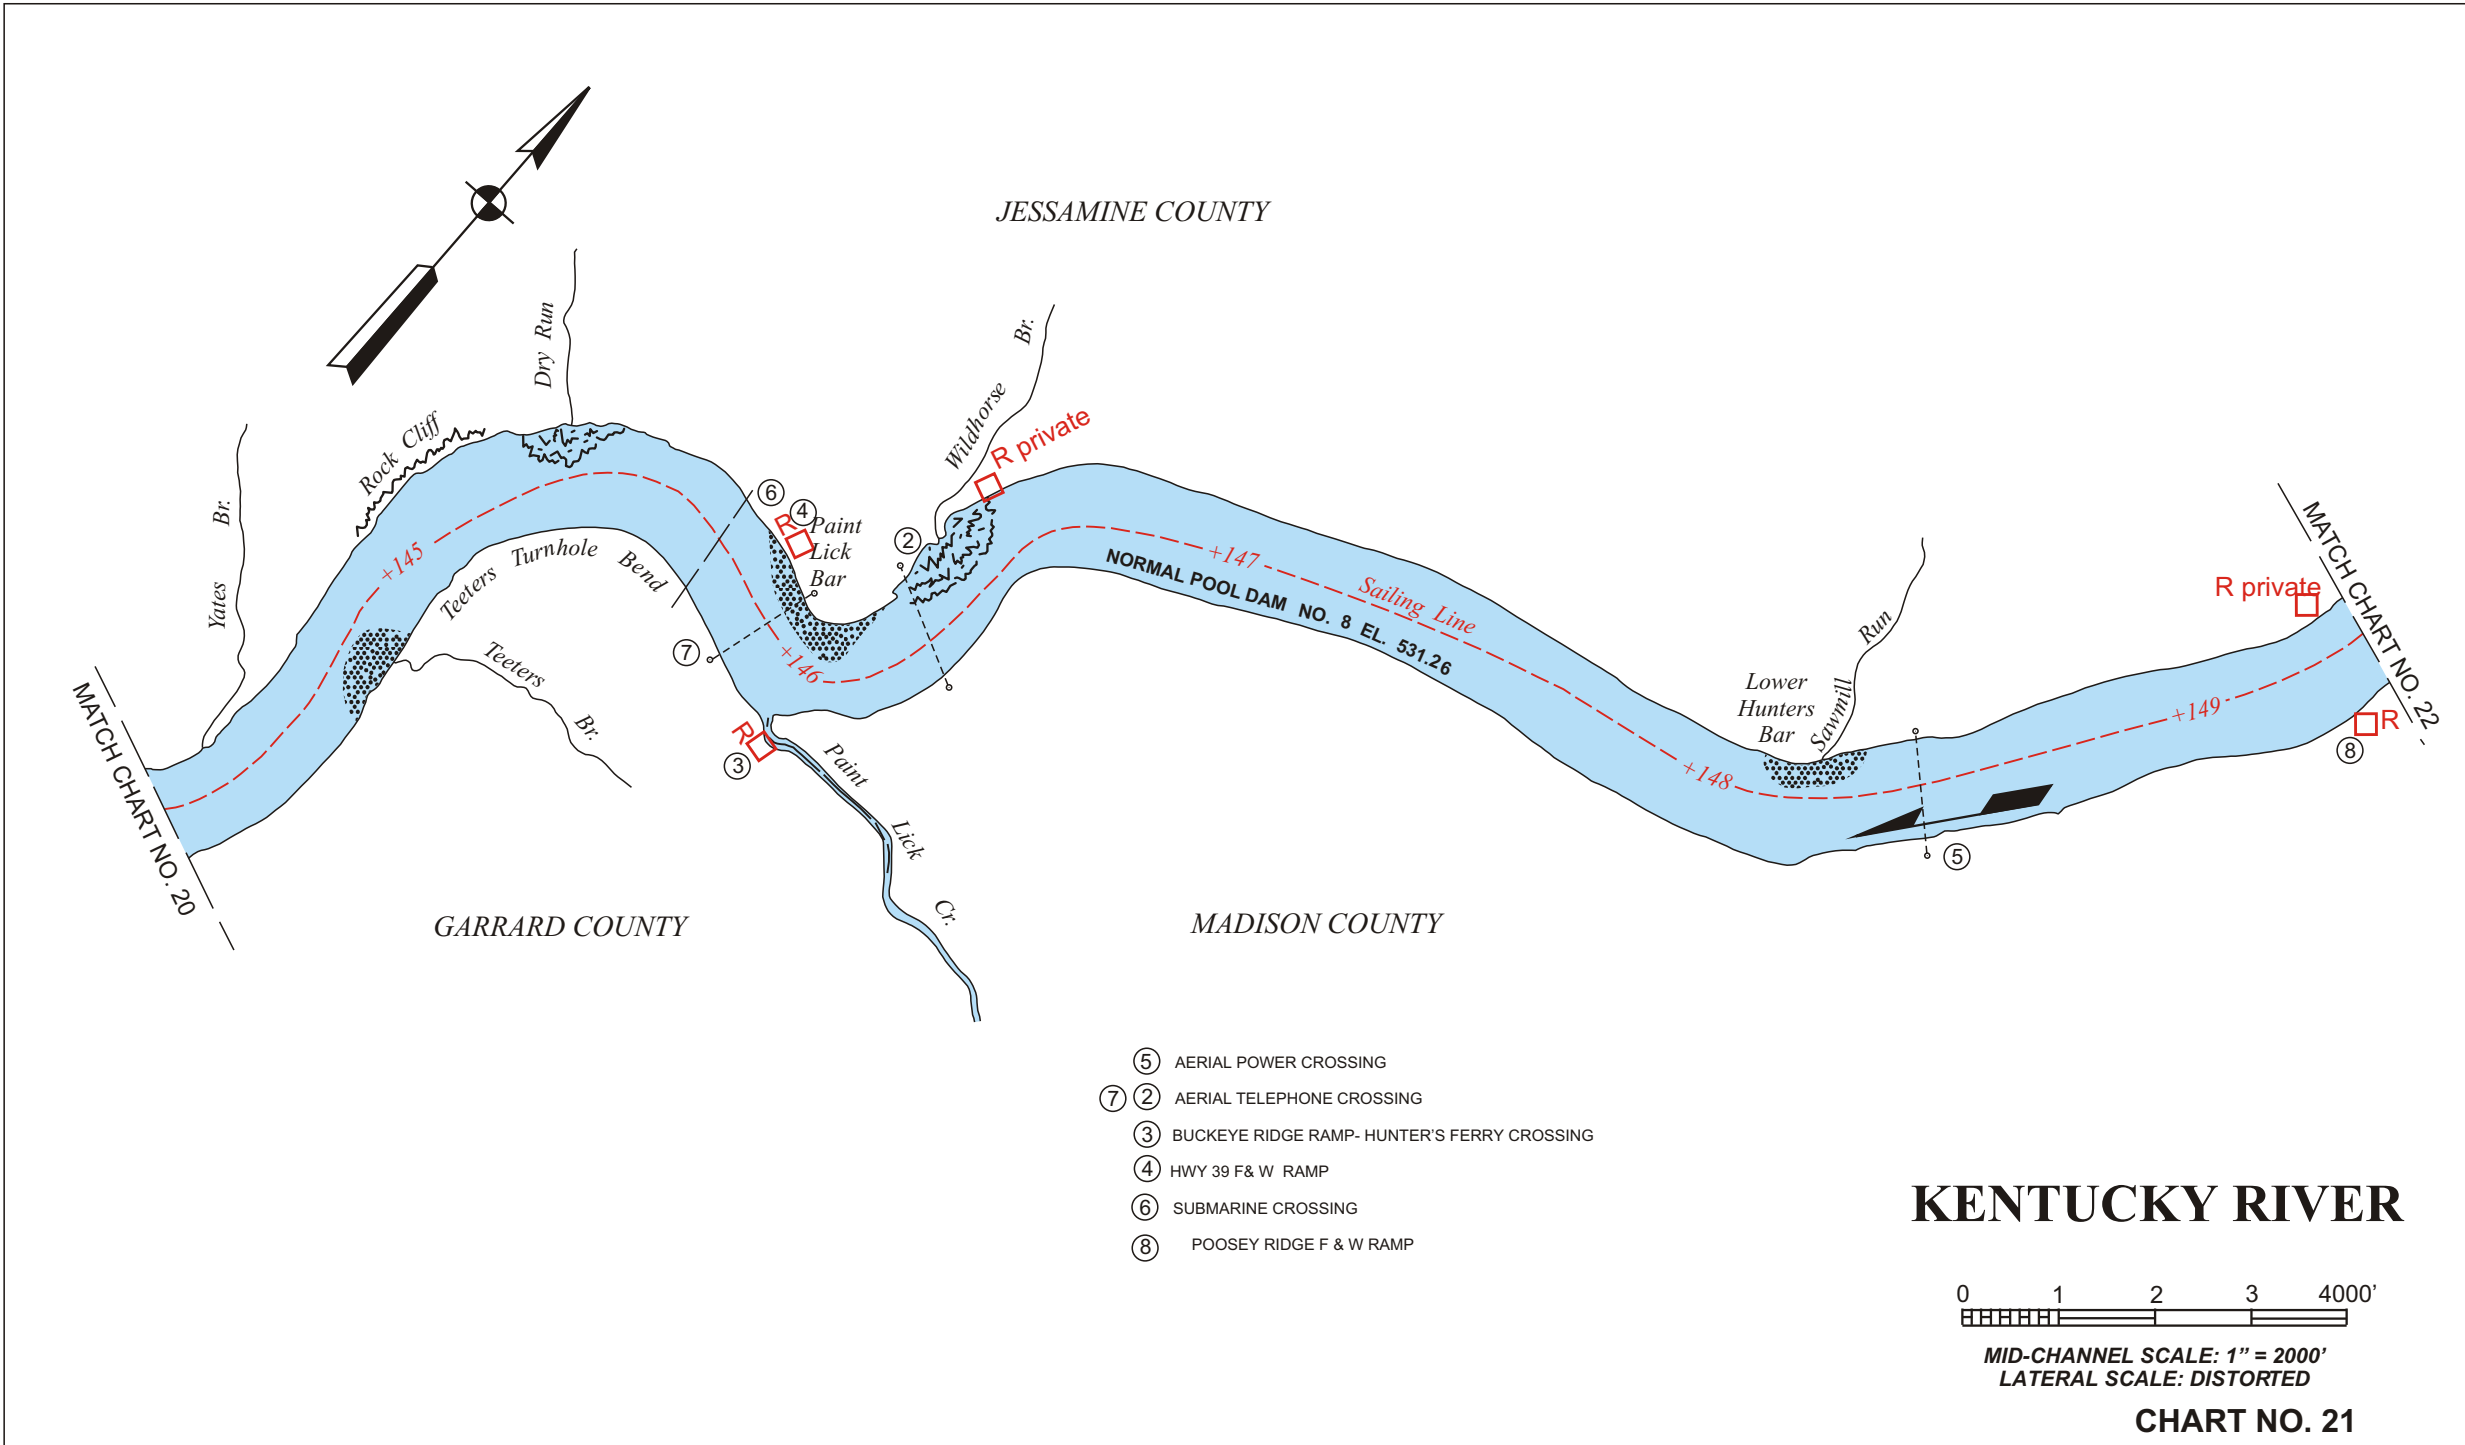 JESSAMINE COUNTY
Dry Run
Br.
Wildhorse
R private
Rock Cliff
Yates Br.
6
4
R
Paint
Lick
Bar
2
+145
Teeters Turnhole Bend
+147
Sailing Line
NORMAL POOL DAM NO. 8 EL. 531.26
MATCH CHART NO. 22
R private
Teeters Br.
7
+146
Run
Sawmill
Lower
Hunters
Bar
+148
+149
R
8
MATCH CHART NO. 20
R
3
Paint Lick Cr.
5
GARRARD COUNTY
MADISON COUNTY
5 AERIAL POWER CROSSING
7 2 AERIAL TELEPHONE CROSSING
3 BUCKEYE RIDGE RAMP- HUNTER'S FERRY CROSSING
4 HWY 39 F& W RAMP
6 SUBMARINE CROSSING
8 POOSEY RIDGE F & W RAMP
KENTUCKY RIVER
0 1 2 3 4000'
MID-CHANNEL SCALE: 1" = 2000'
LATERAL SCALE: DISTORTED
CHART NO. 21